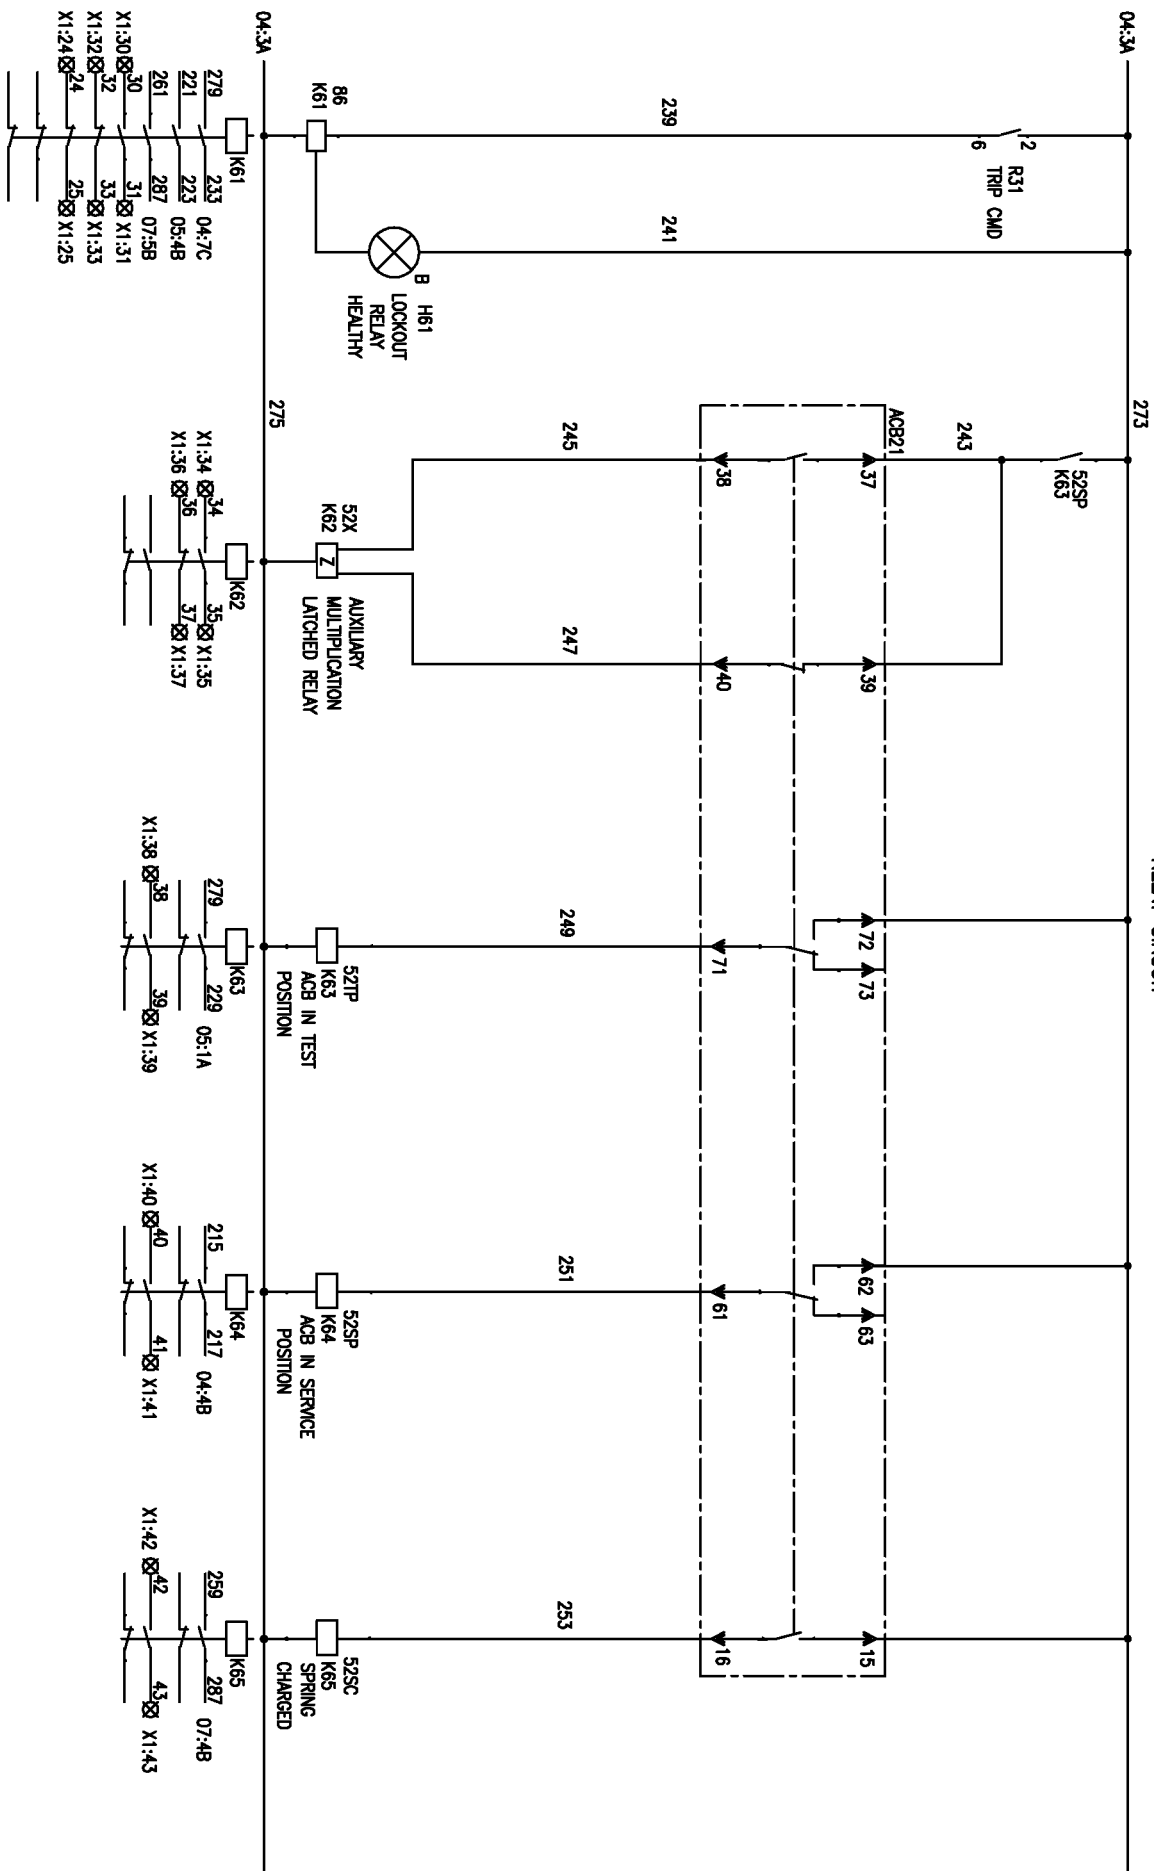 04:3A
273
R31
TRIP CMD
2
6
239
241
86
K61
B
H61
LOCKOUT
RELAY
HEALTHY
52SP
K63
243
ACB21
37
38
39
40
245
247
52X
K62
Z
AUXILIARY
MULTIPLICATION
LATCHED RELAY
72
73
71
249
52TP
K63
ACB IN TEST
POSITION
62
63
61
251
52SP
K64
ACB IN SERVICE
POSITION
15
16
253
52SC
K65
SPRING
CHARGED
04:3A
275
K61
279
233
04:7C
221
223
05:4B
261
287
07:5B
X1:30
30
31
X1:31
X1:32
32
33
X1:33
X1:24
24
25
X1:25
K62
X1:34
34
35
X1:35
X1:36
36
37
X1:37
K63
279
229
05:1A
X1:38
38
39
X1:39
K64
215
217
04:4B
X1:40
40
41
X1:41
K65
259
287
07:4B
X1:42
42
43
X1:43